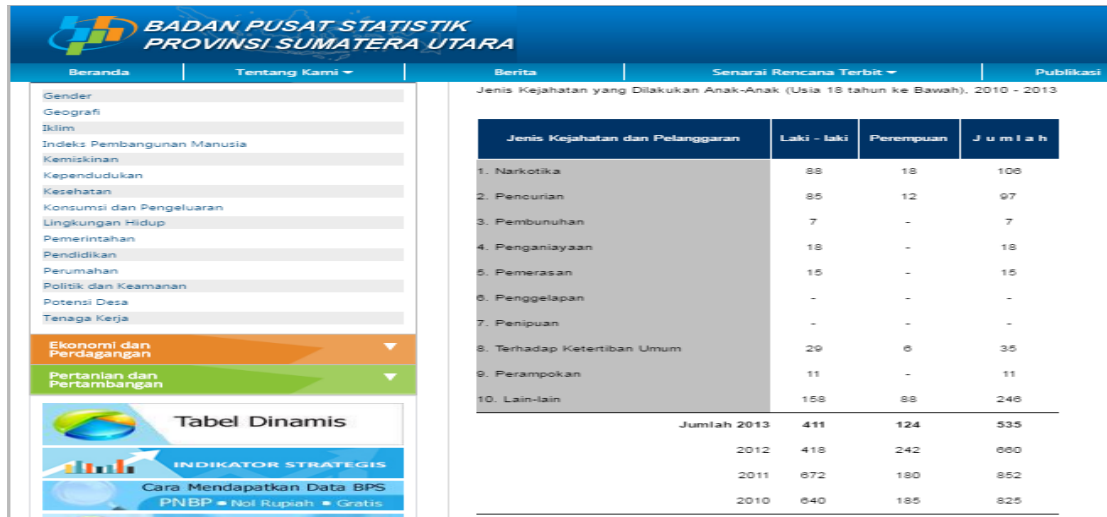 BADAN PUSAT STATISTIK
PROVINSI SUMATERA UTARA
Beranda Tentang Kami Berita Senarai Rencana Terbit Publikasi
Gender
Geografi
Iklim
Indeks Pembangunan Manusia
Kemiskinan
Kependudukan
Kesehatan
Konsumsi dan Pengeluaran
Lingkungan Hidup
Pemerintahan
Pendidikan
Perumahan
Politik dan Keamanan
Potensi Desa
Tenaga Kerja
Ekonomi dan
Perdagangan
Pertanian dan
Pertambangan
Tabel Dinamis
INDIKATOR STRATEGIS
Cara Mendapatkan Data BPS
PNBP • Nol Rupiah • Gratis
Jenis Kejahatan yang Dilakukan Anak-Anak (Usia 18 tahun ke Bawah), 2010 - 2013
Jenis Kejahatan dan Pelanggaran Laki - laki Perempuan J u m l a h
1. Narkotika 88 18 106
2. Pencurian 85 12 97
3. Pembunuhan 7 - 7
4. Penganiayaan 18 - 18
5. Pemerasan 15 - 15
6. Penggelapan - - -
7. Penipuan - - -
8. Terhadap Ketertiban Umum 29 6 35
9. Perampokan 11 - 11
10. Lain-lain 158 88 246
Jumlah 2013 411 124 535
2012 418 242 660
2011 672 180 852
2010 640 185 825